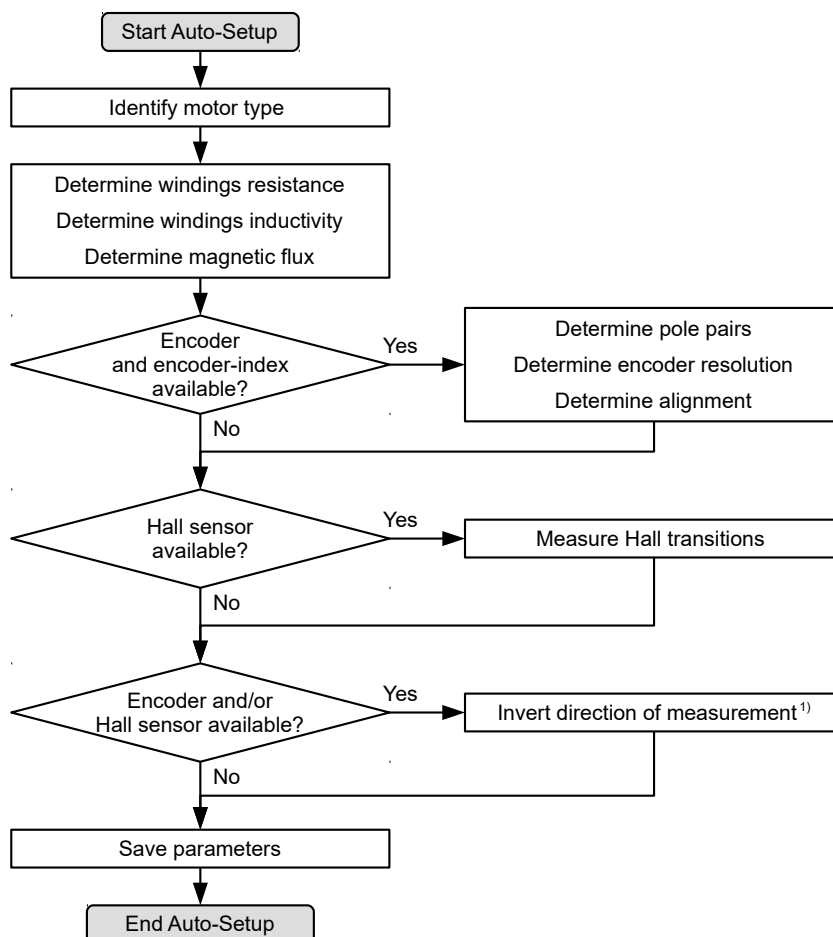 Start Auto-Setup
Identify motor type
Determine windings resistance
Determine windings inductivity
Determine magnetic flux
Encoder
and encoder-index
available?
Yes
Determine pole pairs
Determine encoder resolution
Determine alignment
No
Hall sensor
available?
Yes
Measure Hall transitions
No
Encoder and/or
Hall sensor available?
Yes
Invert direction of measurement 1)
No
Save parameters
End Auto-Setup